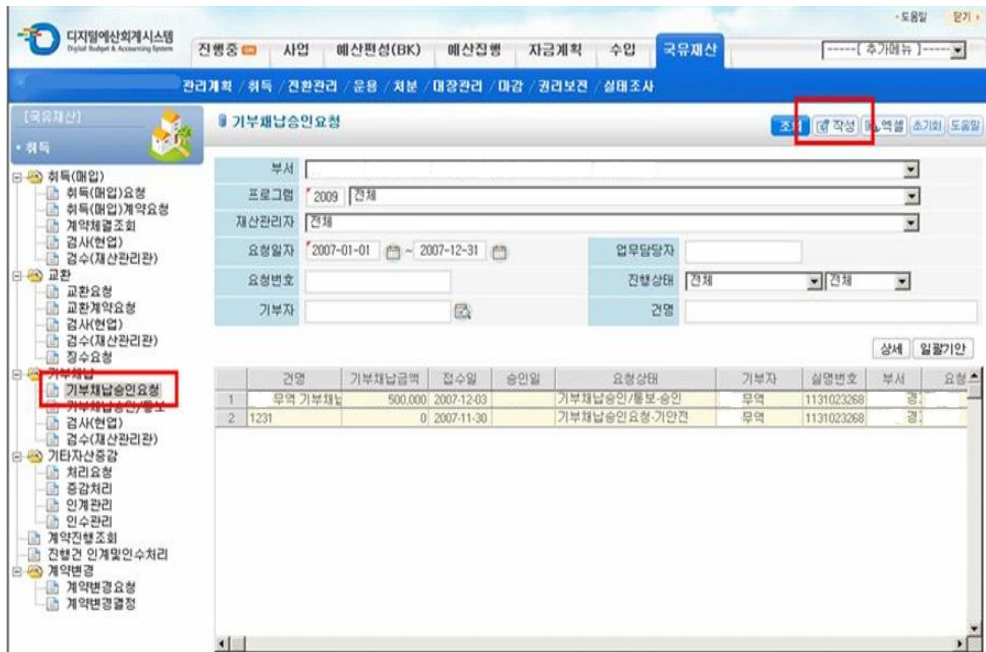 디지털예산회계시스템
Digital Budget & Accounting System
· 도움말 닫기
진행중 사업 예산편성(BK) 예산집행 자금계획 수입 국유재산
-----[ 추가메뉴 ]-----
관리계획 / 취득 / 전환관리 / 운용 / 처분 / 대장관리 / 마감 / 권리보전 / 실태조사
[국유재산]
• 취득
취득(매입)
취득(매입)요청
취득(매입)계약요청
계약체결조회
검사(현업)
검수(재산관리관)
교환
교환요청
교환계약요청
검사(현업)
검수(재산관리관)
징수요청
기부채납
기부채납승인요청
기부채납승인/통보
검사(현업)
검수(재산관리관)
기타자산증감
처리요청
증감처리
인계관리
인수관리
계약진행조회
진행건 인계및인수처리
계약변경
계약변경요청
계약변경결정
기부채납승인요청
조회 작성 엑셀 초기화 도움말
부서
프로그램 2009 전체
재산관리자 전체
요청일자 2007-01-01 ~ 2007-12-31 업무담당자
요청번호 진행상태 전체 전체
기부자 건명
상세 일괄기안
건명 기부채납금액 접수일 승인일 요청상태 기부자 실명번호 부서 요청
1 무역 기부채납 500,000 2007-12-03 기부채납승인/통보-승인 무역 1131023268 경
2 1231 0 2007-11-30 기부채납승인요청-기안전 무역 1131023268 경